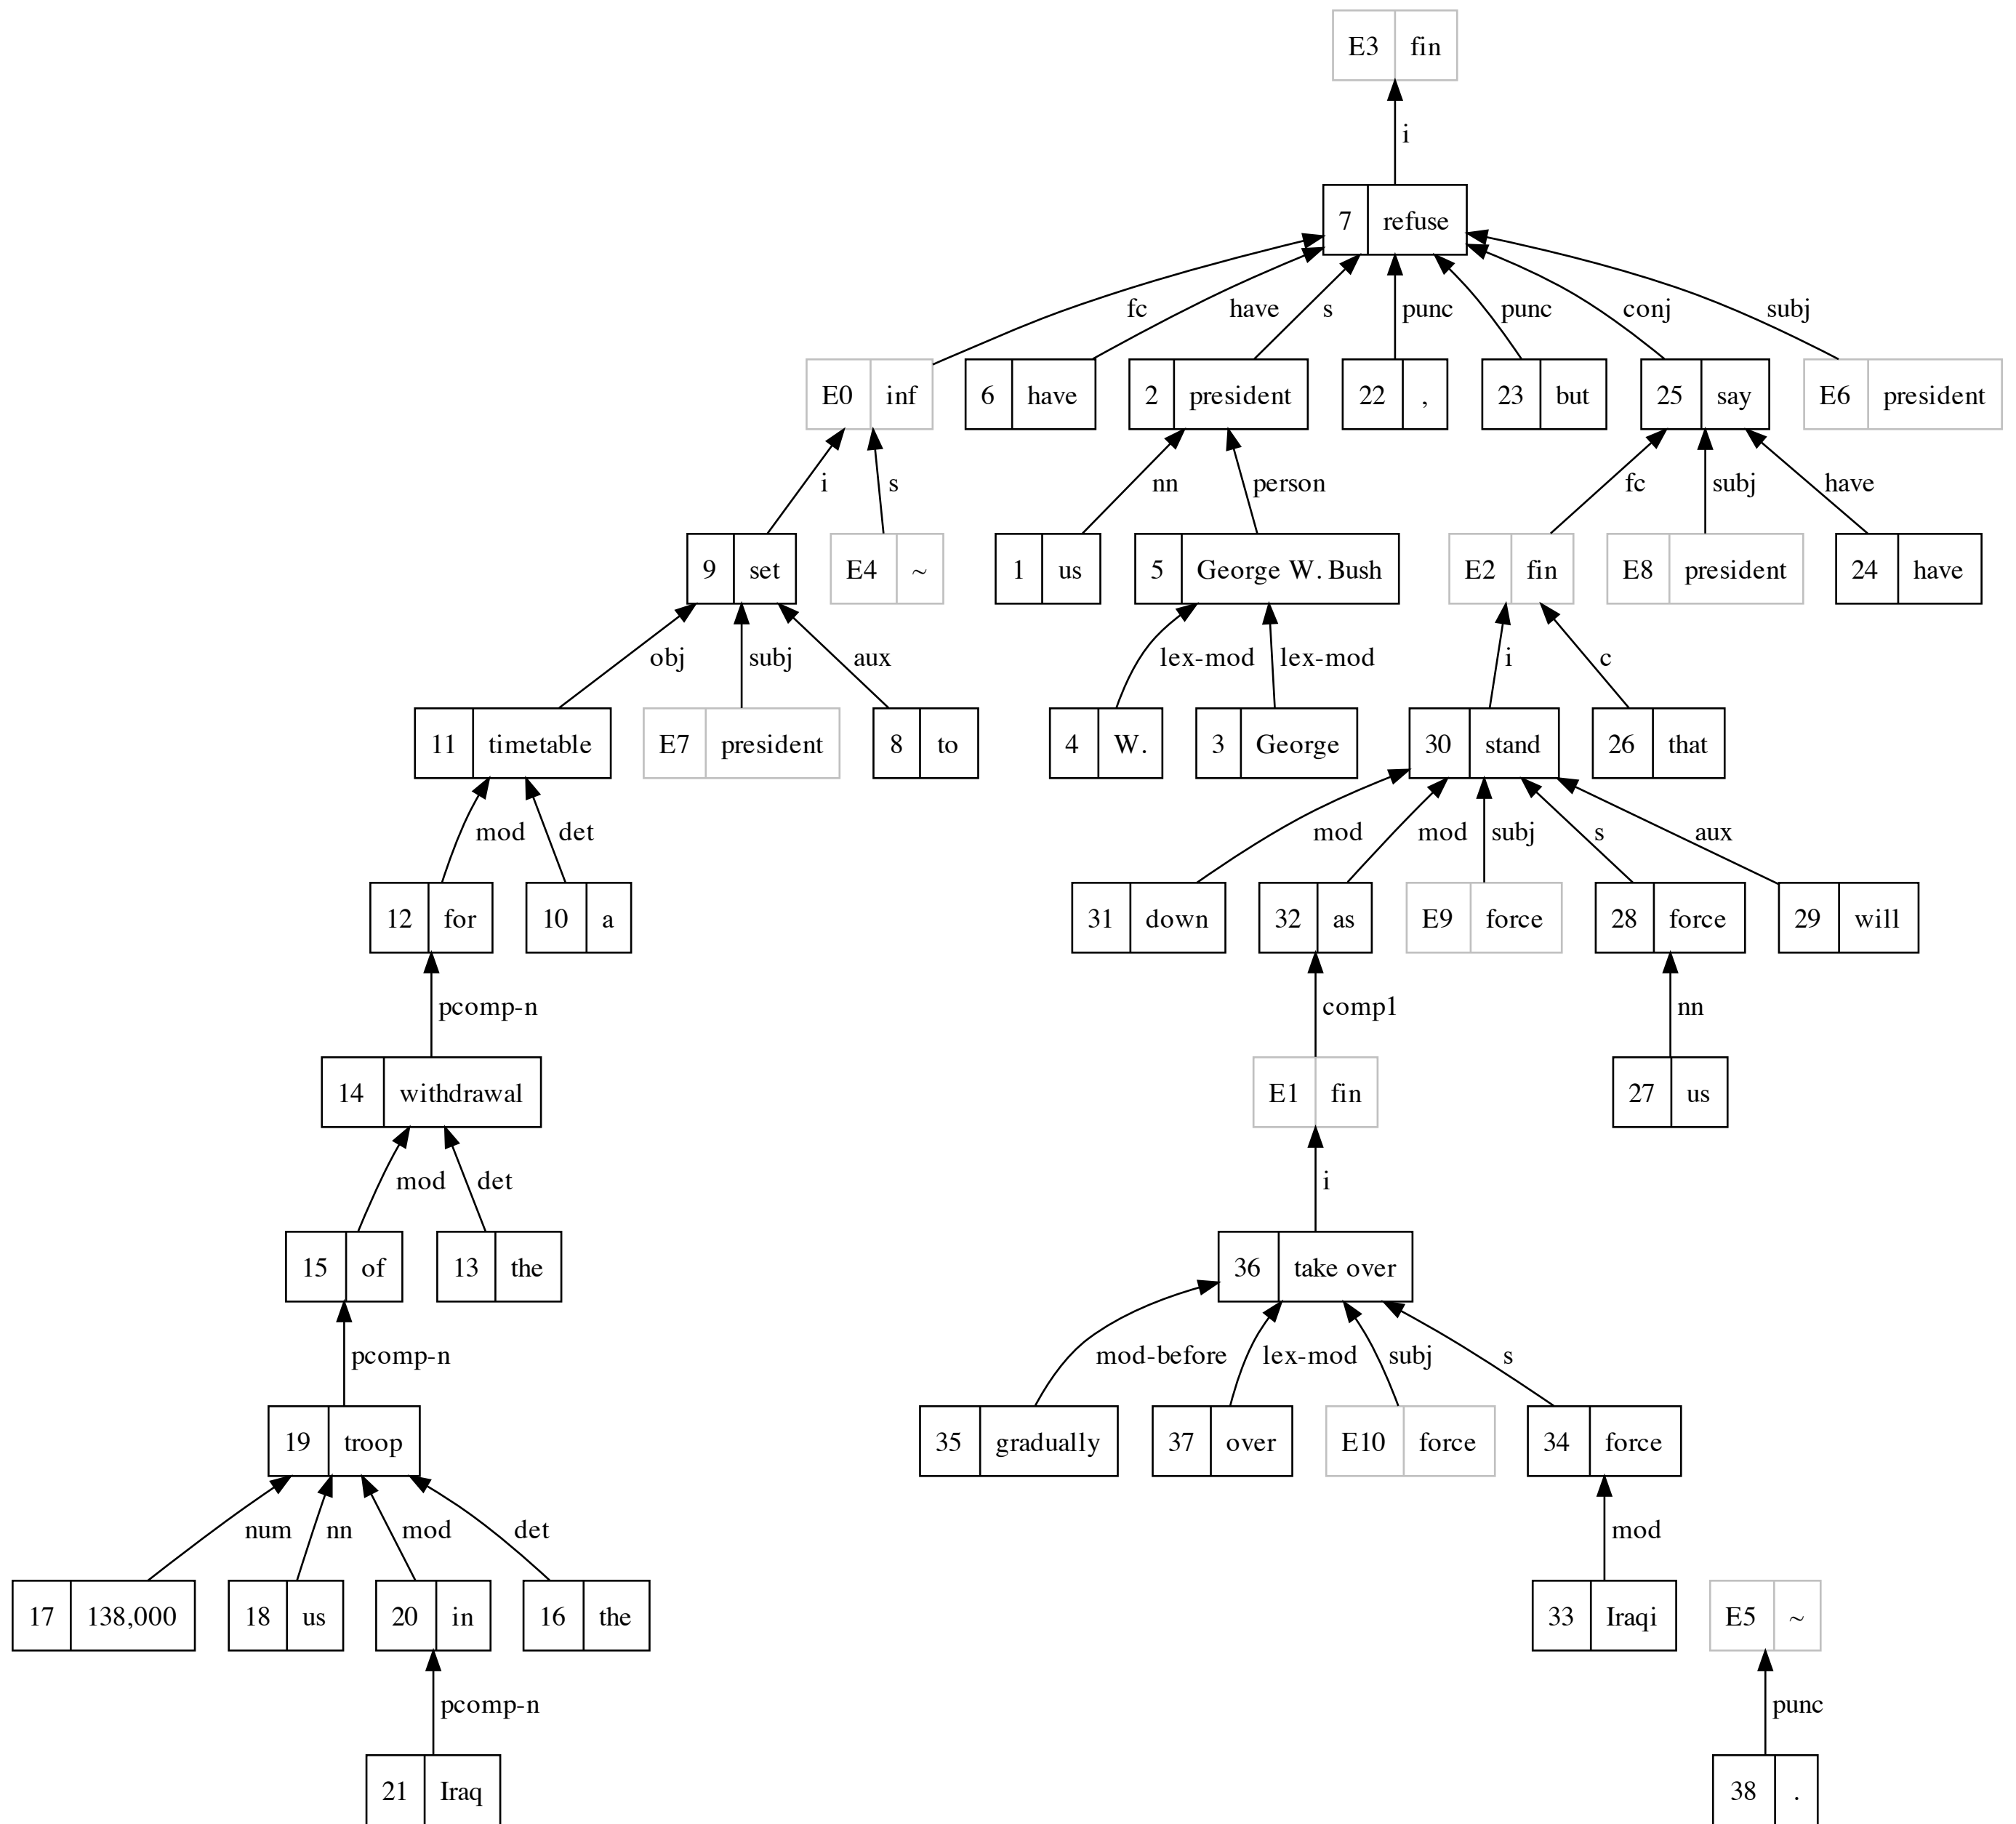 E3 fin
i
7 refuse
fc have s punc punc conj subj
E0 inf 6 have 2 president 22 , 23 but 25 say E6 president
i s nn person fc subj have
9 set E4 ~ 1 us 5 George W. Bush E2 fin E8 president 24 have
obj subj aux lex-mod lex-mod i c
11 timetable E7 president 8 to 4 W. 3 George 30 stand 26 that
mod det mod mod subj s aux
12 for 10 a 31 down 32 as E9 force 28 force 29 will
pcomp-n comp1 nn
14 withdrawal E1 fin 27 us
mod det i
15 of 13 the 36 take over
pcomp-n mod-before lex-mod subj s
19 troop 35 gradually 37 over E10 force 34 force
num nn mod det mod
17 138,000 18 us 20 in 16 the 33 Iraqi E5 ~
pcomp-n punc
21 Iraq 38 .